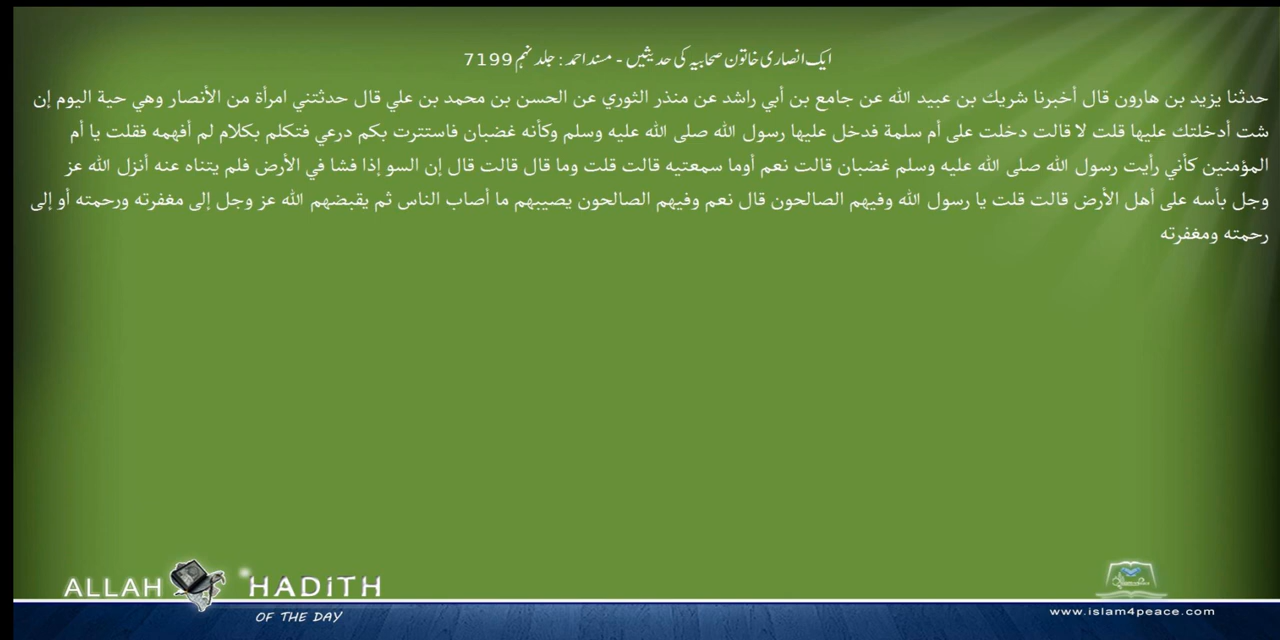 ایک انصاری خاتون صحابیہ کی حدیثیں - مسند احمد : جلد نہم 7199
حدثنا يزيد بن هارون قال أخبرنا شريك بن عبيد الله عن جامع بن أبي راشد عن منذر الثوري عن الحسن بن محمد بن علي قال حدثتني امرأة من الأنصار وهي حية اليوم إن
شت أدخلتك عليها قلت لا قالت دخلت على أم سلمة فدخل عليها رسول الله صلى الله عليه وسلم وكأنه غضبان فاستترت بكم درعي فتكلم بكلام لم أفهمه فقلت يا أم
المؤمنين كأني رأيت رسول الله صلى الله عليه وسلم غضبان قالت نعم أوما سمعتيه قالت قلت وما قال قالت قال إن السو إذا فشا في الأرض فلم يتناه عنه أنزل الله عز
وجل بأسه على أهل الأرض قالت قلت يا رسول الله وفيهم الصالحون قال نعم وفيهم الصالحون يصيبهم ما أصاب الناس ثم يقبضهم الله عز وجل إلى مغفرته ورحمته أو إلى
رحمته ومغفرته
ALLAH HADITH
OF THE DAY
www.islam4peace.com